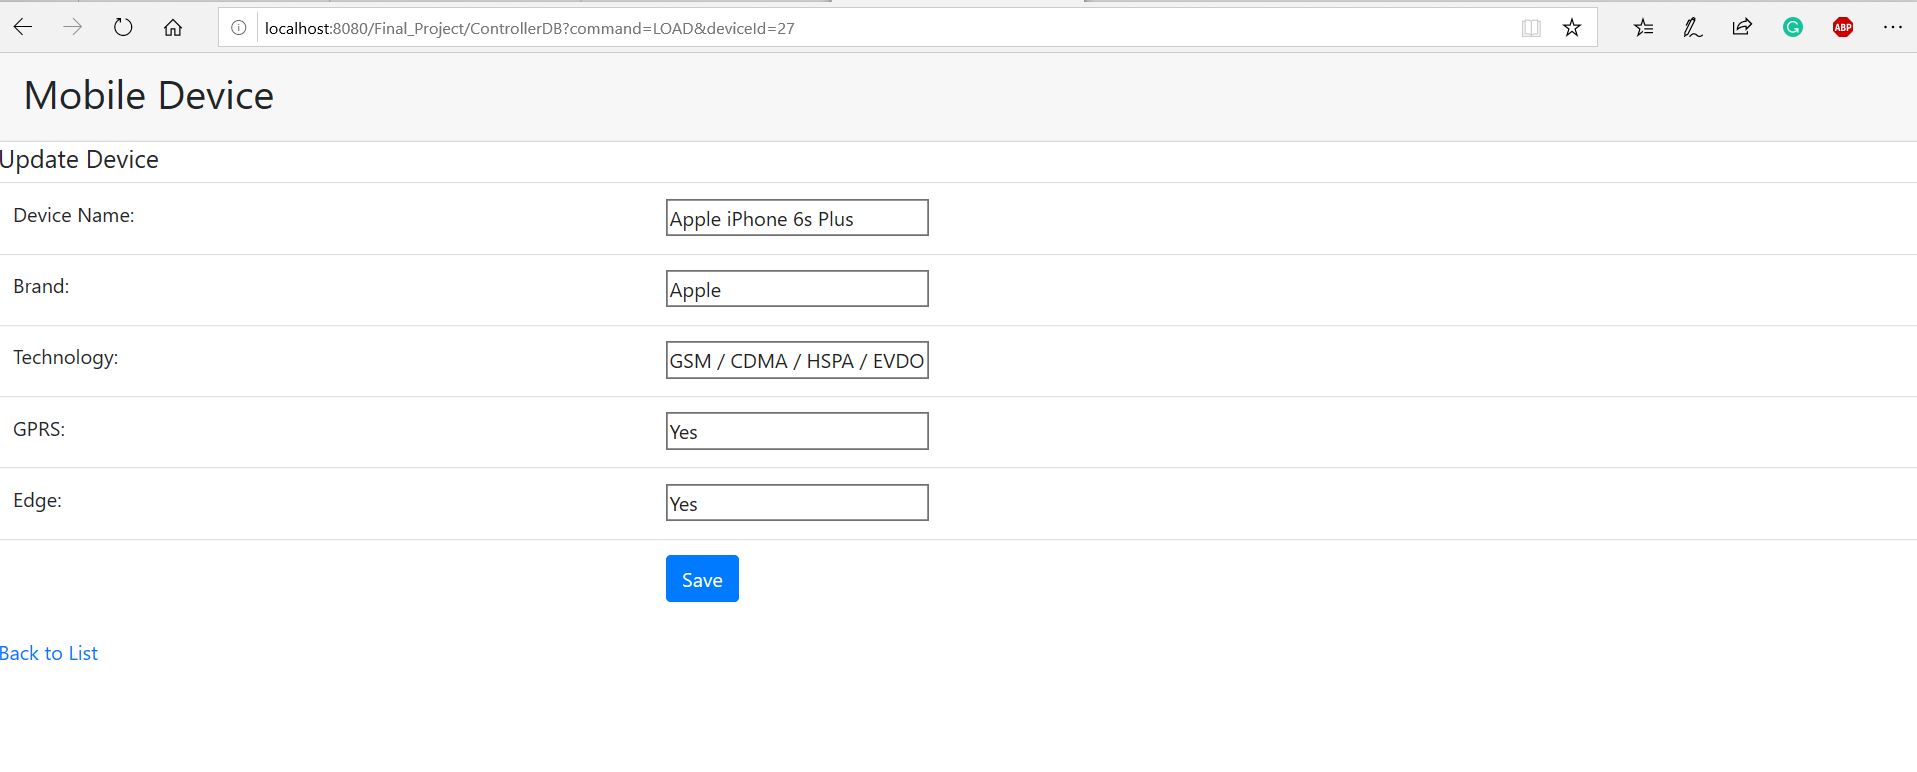 localhost:8080/Final_Project/ControllerDB?command=LOAD&deviceId=27
ABP
Mobile Device
Update Device
Device Name: Apple iPhone 6s Plus
Brand: Apple
Technology: GSM / CDMA / HSPA / EVDO
GPRS: Yes
Edge: Yes
Save
Back to List